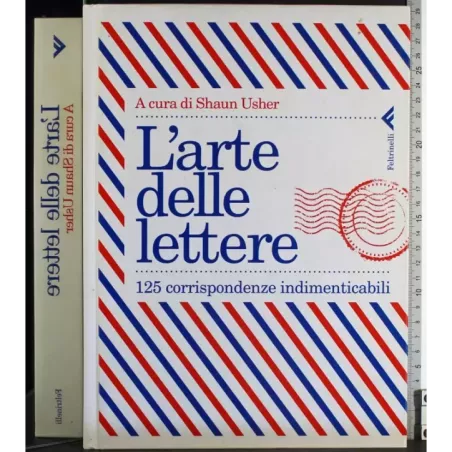 A cura di Shaun Usher
L'arte
delle
lettere
125 corrispondenze indimenticabili
Feltrinelli
A cura di Shaun Usher
L'arte delle lettere
Feltrinelli